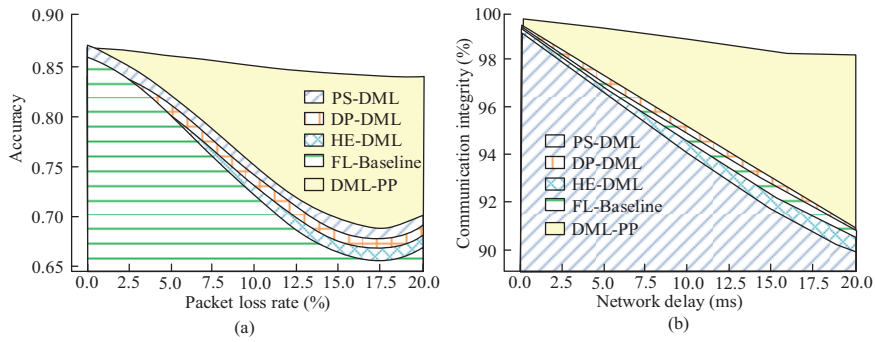 0.90
0.85
0.80
0.75
0.70
0.65
Accuracy
PS-DML
DP-DML
HE-DML
FL-Baseline
DML-PP
0.0 2.5 5.0 7.5 10.0 12.5 15.0 17.5 20.0
Packet loss rate (%)
(a)
100
98
96
94
92
90
Communication integrity (%)
PS-DML
DP-DML
HE-DML
FL-Baseline
DML-PP
0.0 2.5 5.0 7.5 10.0 12.5 15.0 17.5 20.0
Network delay (ms)
(b)